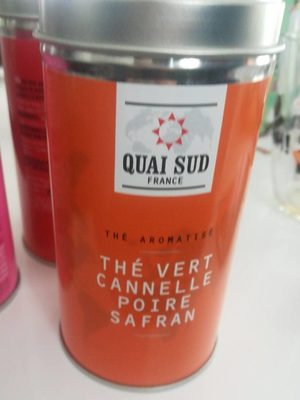 QUAI SUD
FRANCE
THÉ AROMATISÉ
THÉ VERT
CANNELLE
POIRE
SAFRAN